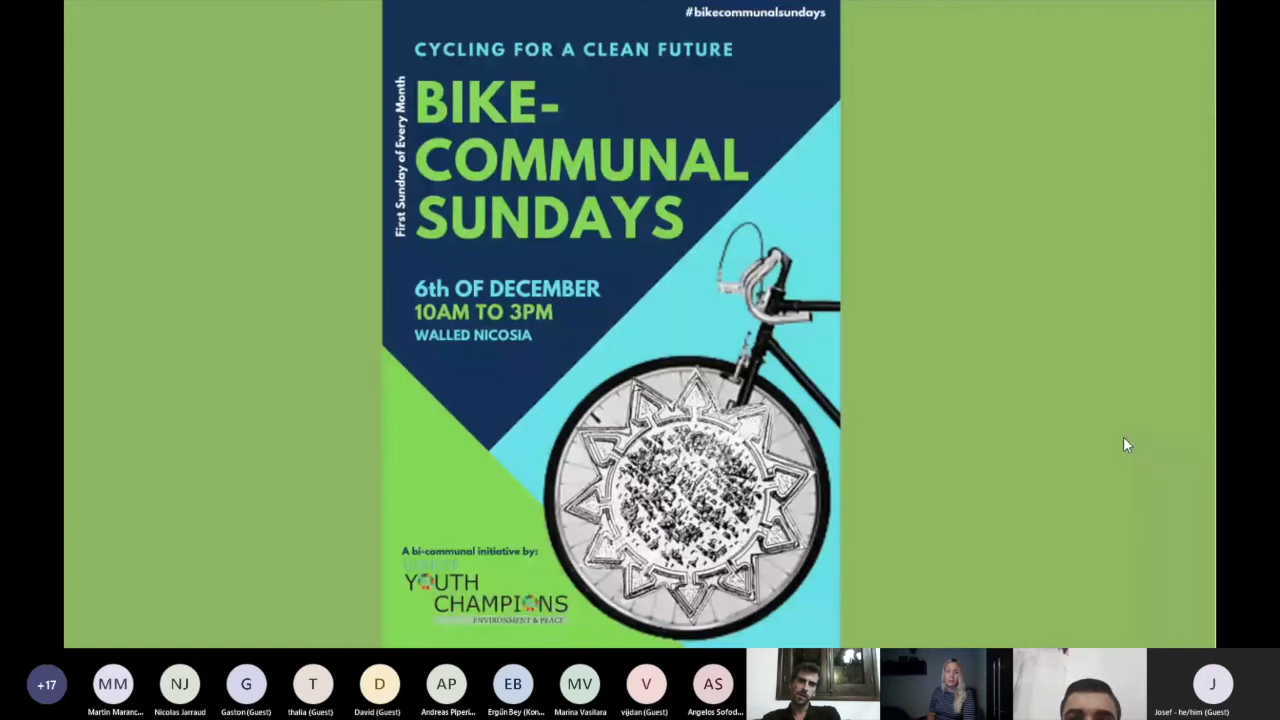 #bikecommunalsundays
CYCLING FOR A CLEAN FUTURE
First Sunday of Every Month
BIKE-
COMMUNAL
SUNDAYS
6th OF DECEMBER
10AM TO 3PM
WALLED NICOSIA
A bi-communal initiative by:
YOUTH
CHAMPIONS
ENVIRONMENT & PEACE
+17
MM
NJ
G
T
D
AP
EB
MV
V
AS
J
Martin Maranc...
Nicolas Jarraud
Gaston (Guest)
thalia (Guest)
David (Guest)
Andreas Piperi...
Ergün Bey (Kon...
Marina Vasilara
vijdan (Guest)
Angelos Sofod...
Josef - he/him (Guest)